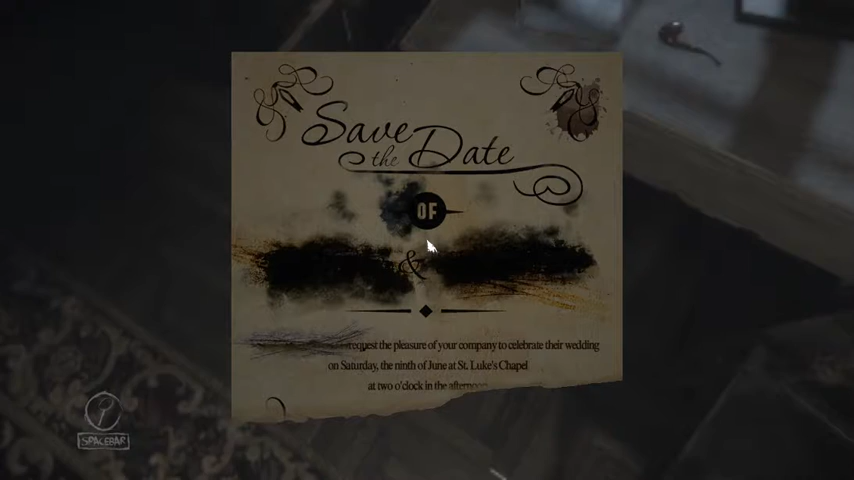 Save
the Date
OF
&
request the pleasure of your company to celebrate their wedding
on Saturday, the ninth of June at St. Luke's Chapel
at two o'clock in the afternoon
SPACEBAR